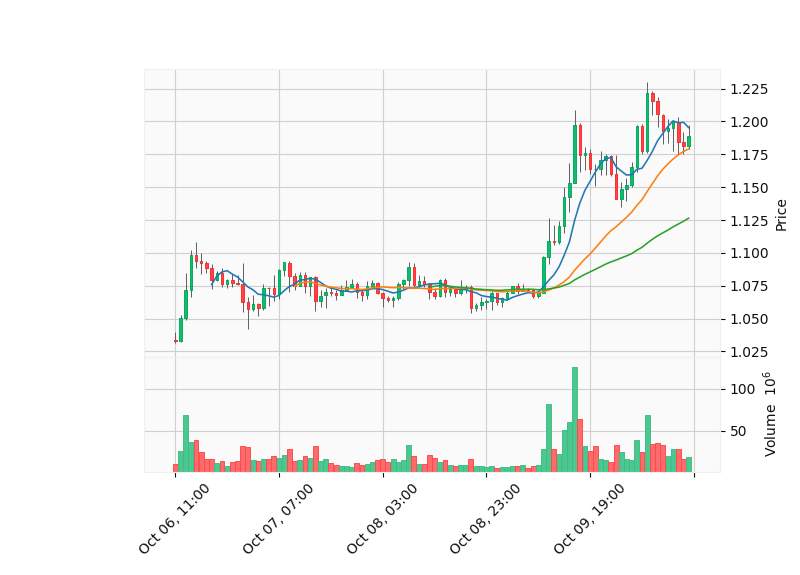 1.225
1.200
1.175
1.150
1.125
1.100
1.075
1.050
1.025
Price
100
50
Volume 10^6
Oct 06, 11:00
Oct 07, 07:00
Oct 08, 03:00
Oct 08, 23:00
Oct 09, 19:00